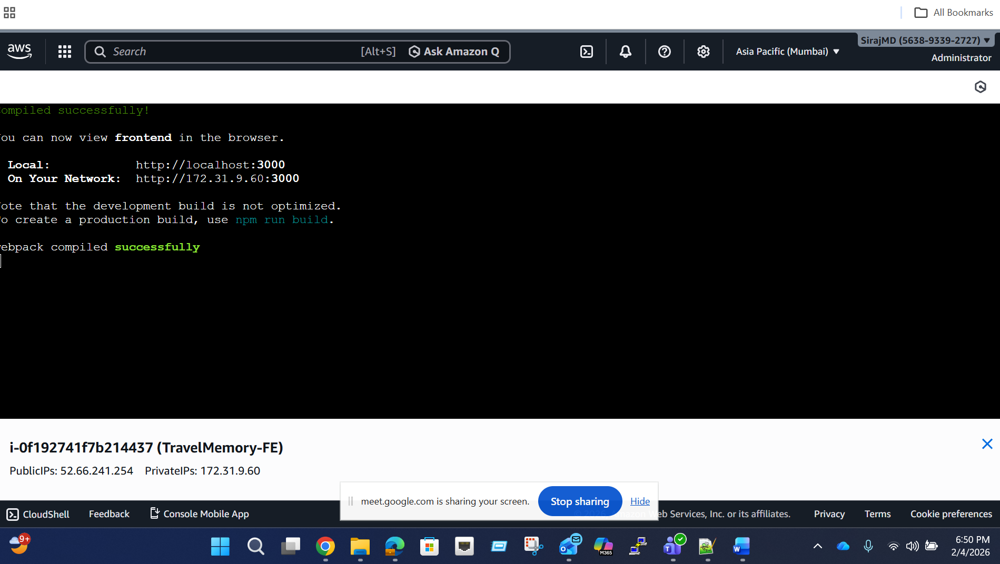 All Bookmarks
aws
Search [Alt+S] Ask Amazon Q
Asia Pacific (Mumbai)
SirajMD (5638-9339-2727)
Administrator
ompiled successfully!
ou can now view frontend in the browser.
Local: http://localhost:3000
On Your Network: http://172.31.9.60:3000
ote that the development build is not optimized.
o create a production build, use npm run build.
ebpack compiled successfully
i-0f192741f7b214437 (TravelMemory-FE)
PublicIPs: 52.66.241.254 PrivateIPs: 172.31.9.60
meet.google.com is sharing your screen. Stop sharing Hide
CloudShell Feedback Console Mobile App © 2026, Amazon Web Services, Inc. or its affiliates. Privacy Terms Cookie preferences
9+
M365
6:50 PM
2/4/2026